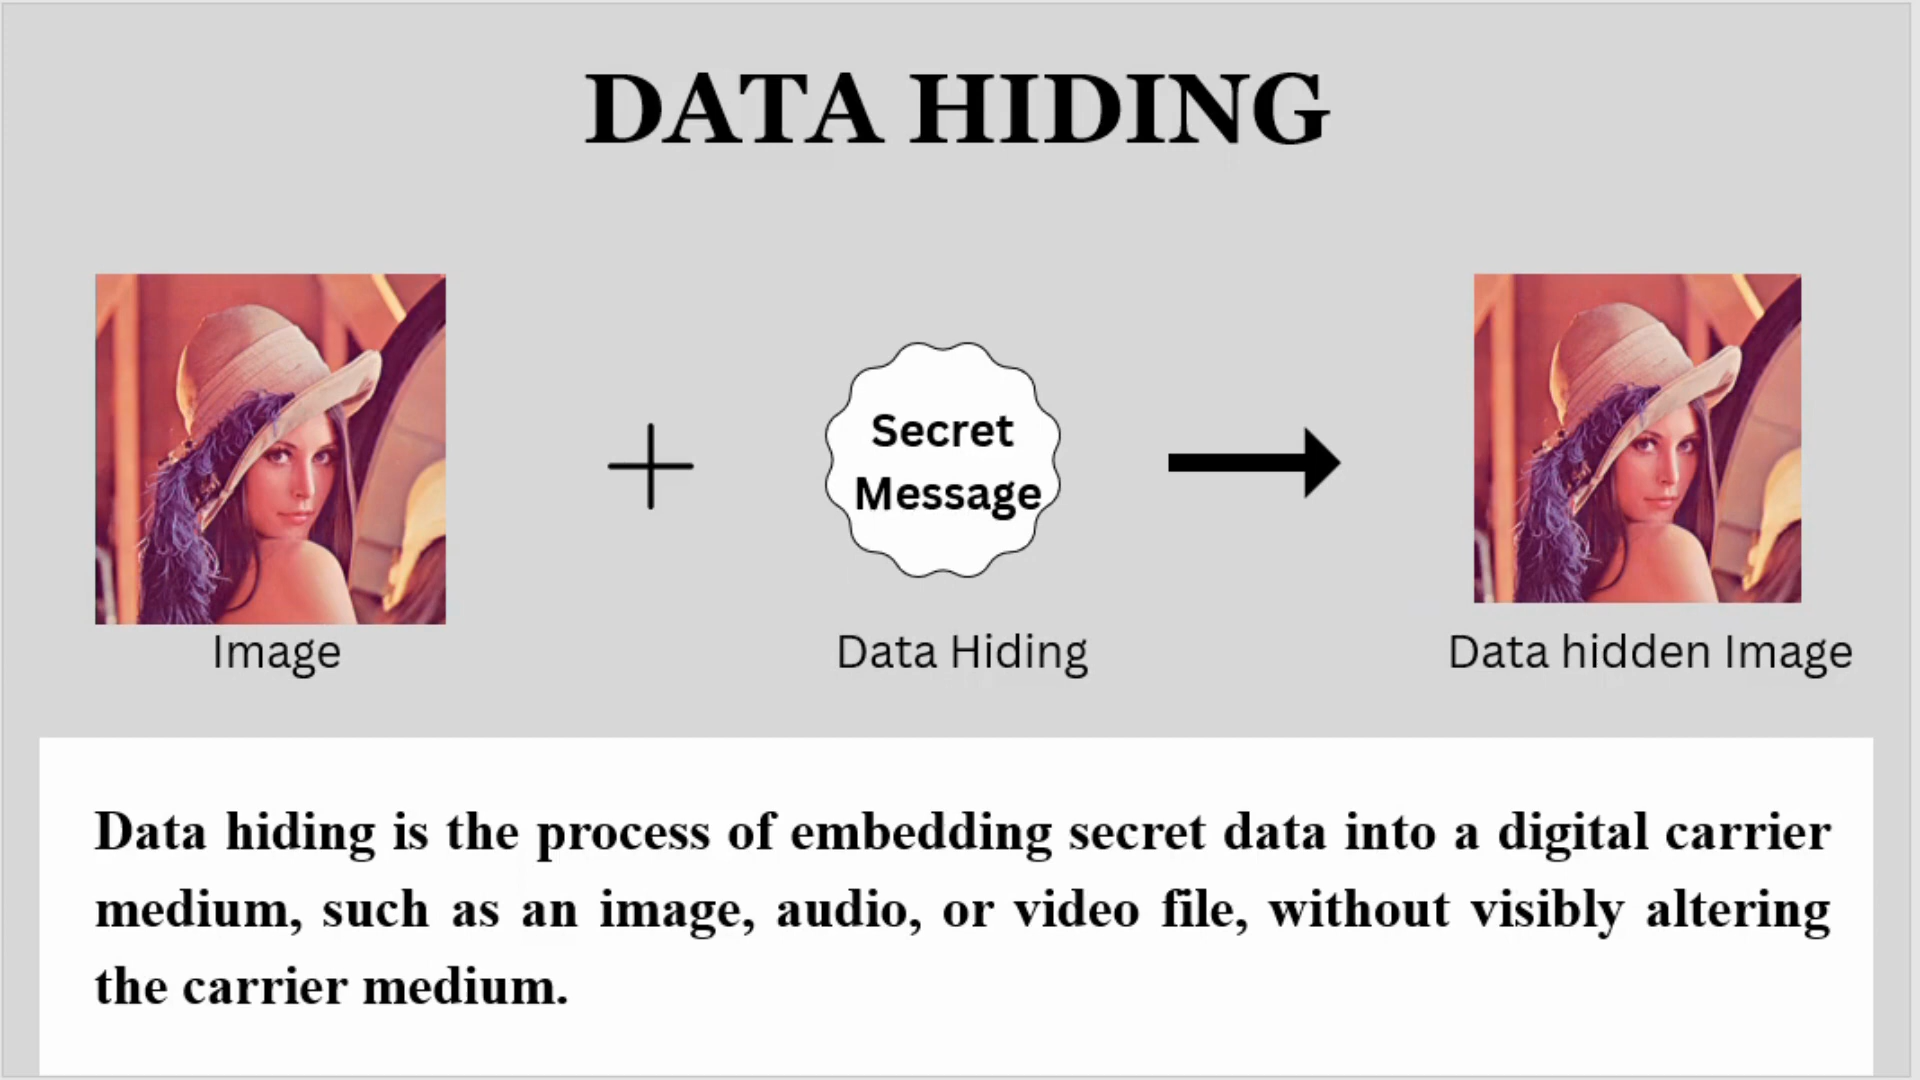 DATA HIDING
Secret
Message
Image
Data Hiding
Data hidden Image
Data hiding is the process of embedding secret data into a digital carrier
medium, such as an image, audio, or video file, without visibly altering
the carrier medium.